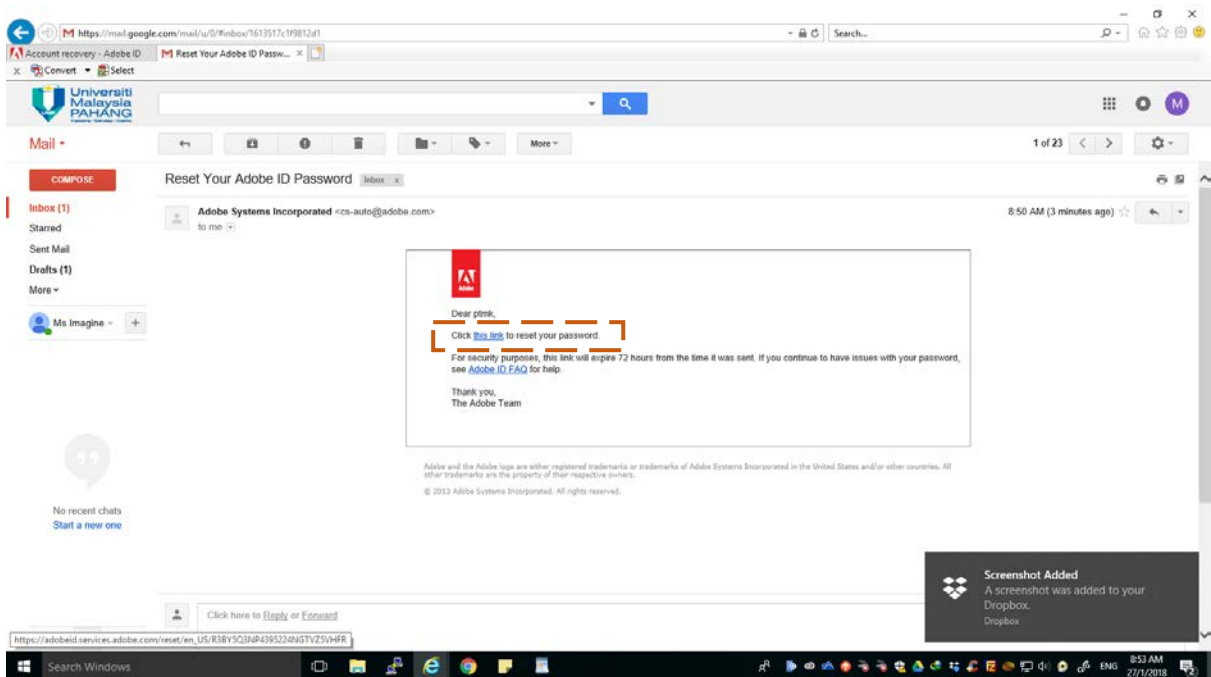 https://mail.google.com/mail/u/0/#inbox/1613517c1f9812d1
Search...
Account recovery - Adobe ID
Reset Your Adobe ID Passw...
x Convert Select
Universiti
Malaysia
PAHANG
M
Mail
More
1 of 23
COMPOSE
Reset Your Adobe ID Password Inbox x
Inbox (1)
Starred
Sent Mail
Drafts (1)
More
Ms Imagine
Adobe Systems Incorporated <cs-auto@adobe.com>
to me
8:50 AM (3 minutes ago)
Adobe
Dear ptmk,
Click this link to reset your password.
For security purposes, this link will expire 72 hours from the time it was sent. If you continue to have issues with your password,
see Adobe ID FAQ for help.
Thank you,
The Adobe Team
Adobe and the Adobe logo are either registered trademarks or trademarks of Adobe Systems Incorporated in the United States and/or other countries. All
other trademarks are the property of their respective owners.
© 2013 Adobe Systems Incorporated. All rights reserved.
No recent chats
Start a new one
Screenshot Added
A screenshot was added to your
Dropbox.
Dropbox
Click here to Reply or Forward
https://adobeid.services.adobe.com/reset/en_US/R3BY5Q3NP4395224NGTVZ5VHFR
Search Windows
ENG
8:53 AM
27/1/2018